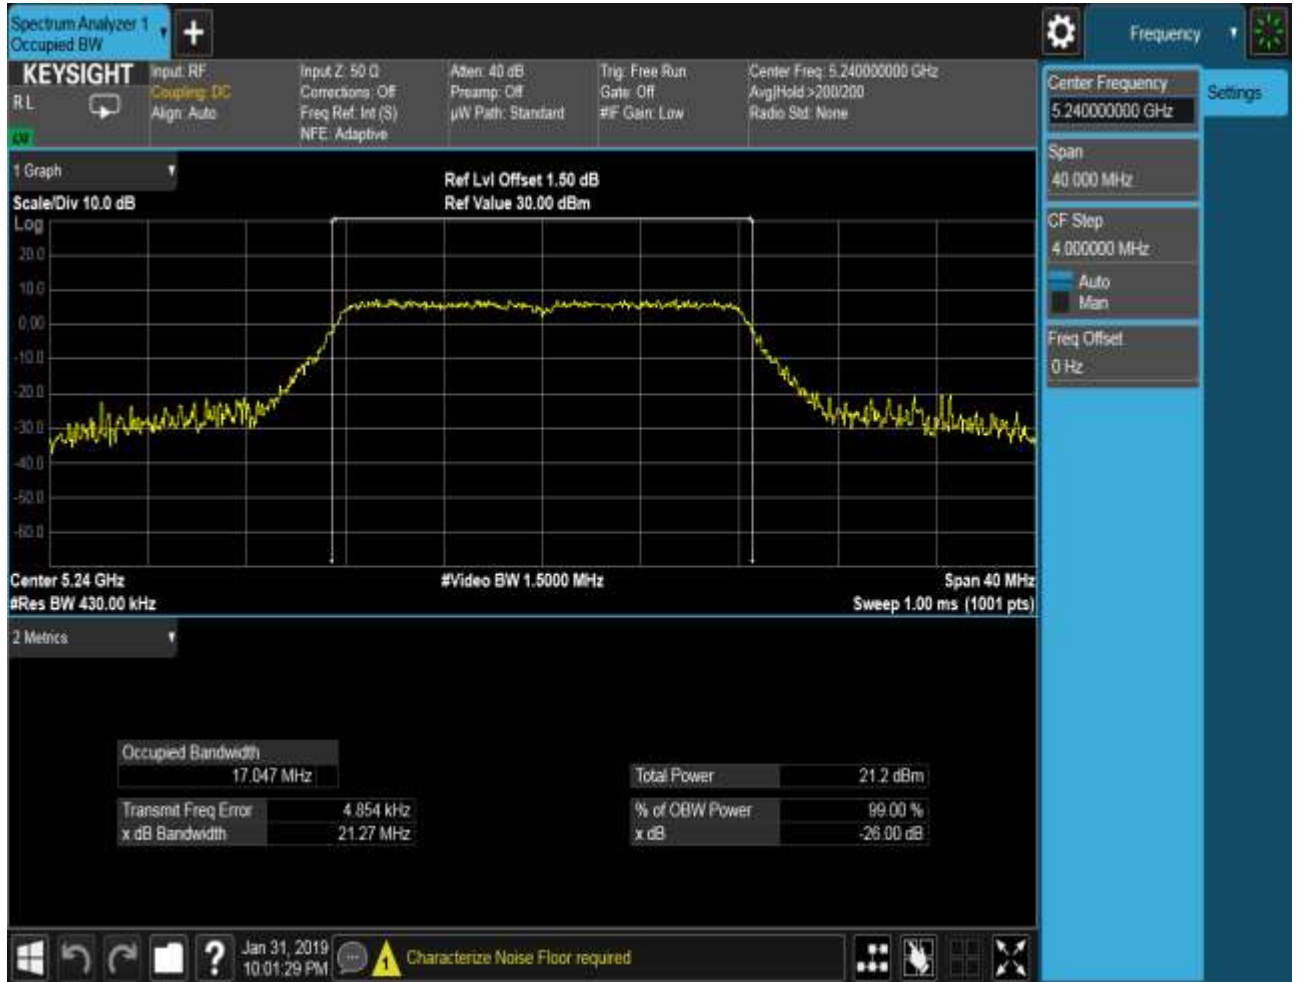 Spectrum Analyzer 1
Occupied BW
Frequency
KEYSIGHT
R L
Input: RF
Coupling: DC
Align: Auto
Input Z: 50 Ω
Corrections: Off
Freq Ref: Int (S)
NFE: Adaptive
Atten: 40 dB
Preamp: Off
µW Path: Standard
Trig: Free Run
Gate: Off
#IF Gain: Low
Center Freq: 5.240000000 GHz
Avg|Hold:>200/200
Radio Std: None
Center Frequency
5.240000000 GHz
Settings
Span
40.000 MHz
CF Step
4.000000 MHz
Auto
Man
Freq Offset
0 Hz
1 Graph
Scale/Div 10.0 dB
Ref Lvl Offset 1.50 dB
Ref Value 30.00 dBm
Log
20.0
10.0
0.00
-10.0
-20.0
-30.0
-40.0
-50.0
-60.0
Center 5.24 GHz
#Video BW 1.5000 MHz
Span 40 MHz
#Res BW 430.00 kHz
Sweep 1.00 ms (1001 pts)
2 Metrics
Occupied Bandwidth
17.047 MHz
Total Power 21.2 dBm
Transmit Freq Error 4.854 kHz
% of OBW Power 99.00 %
x dB Bandwidth 21.27 MHz
x dB -26.00 dB
Jan 31, 2019
10:01:29 PM
1
Characterize Noise Floor required